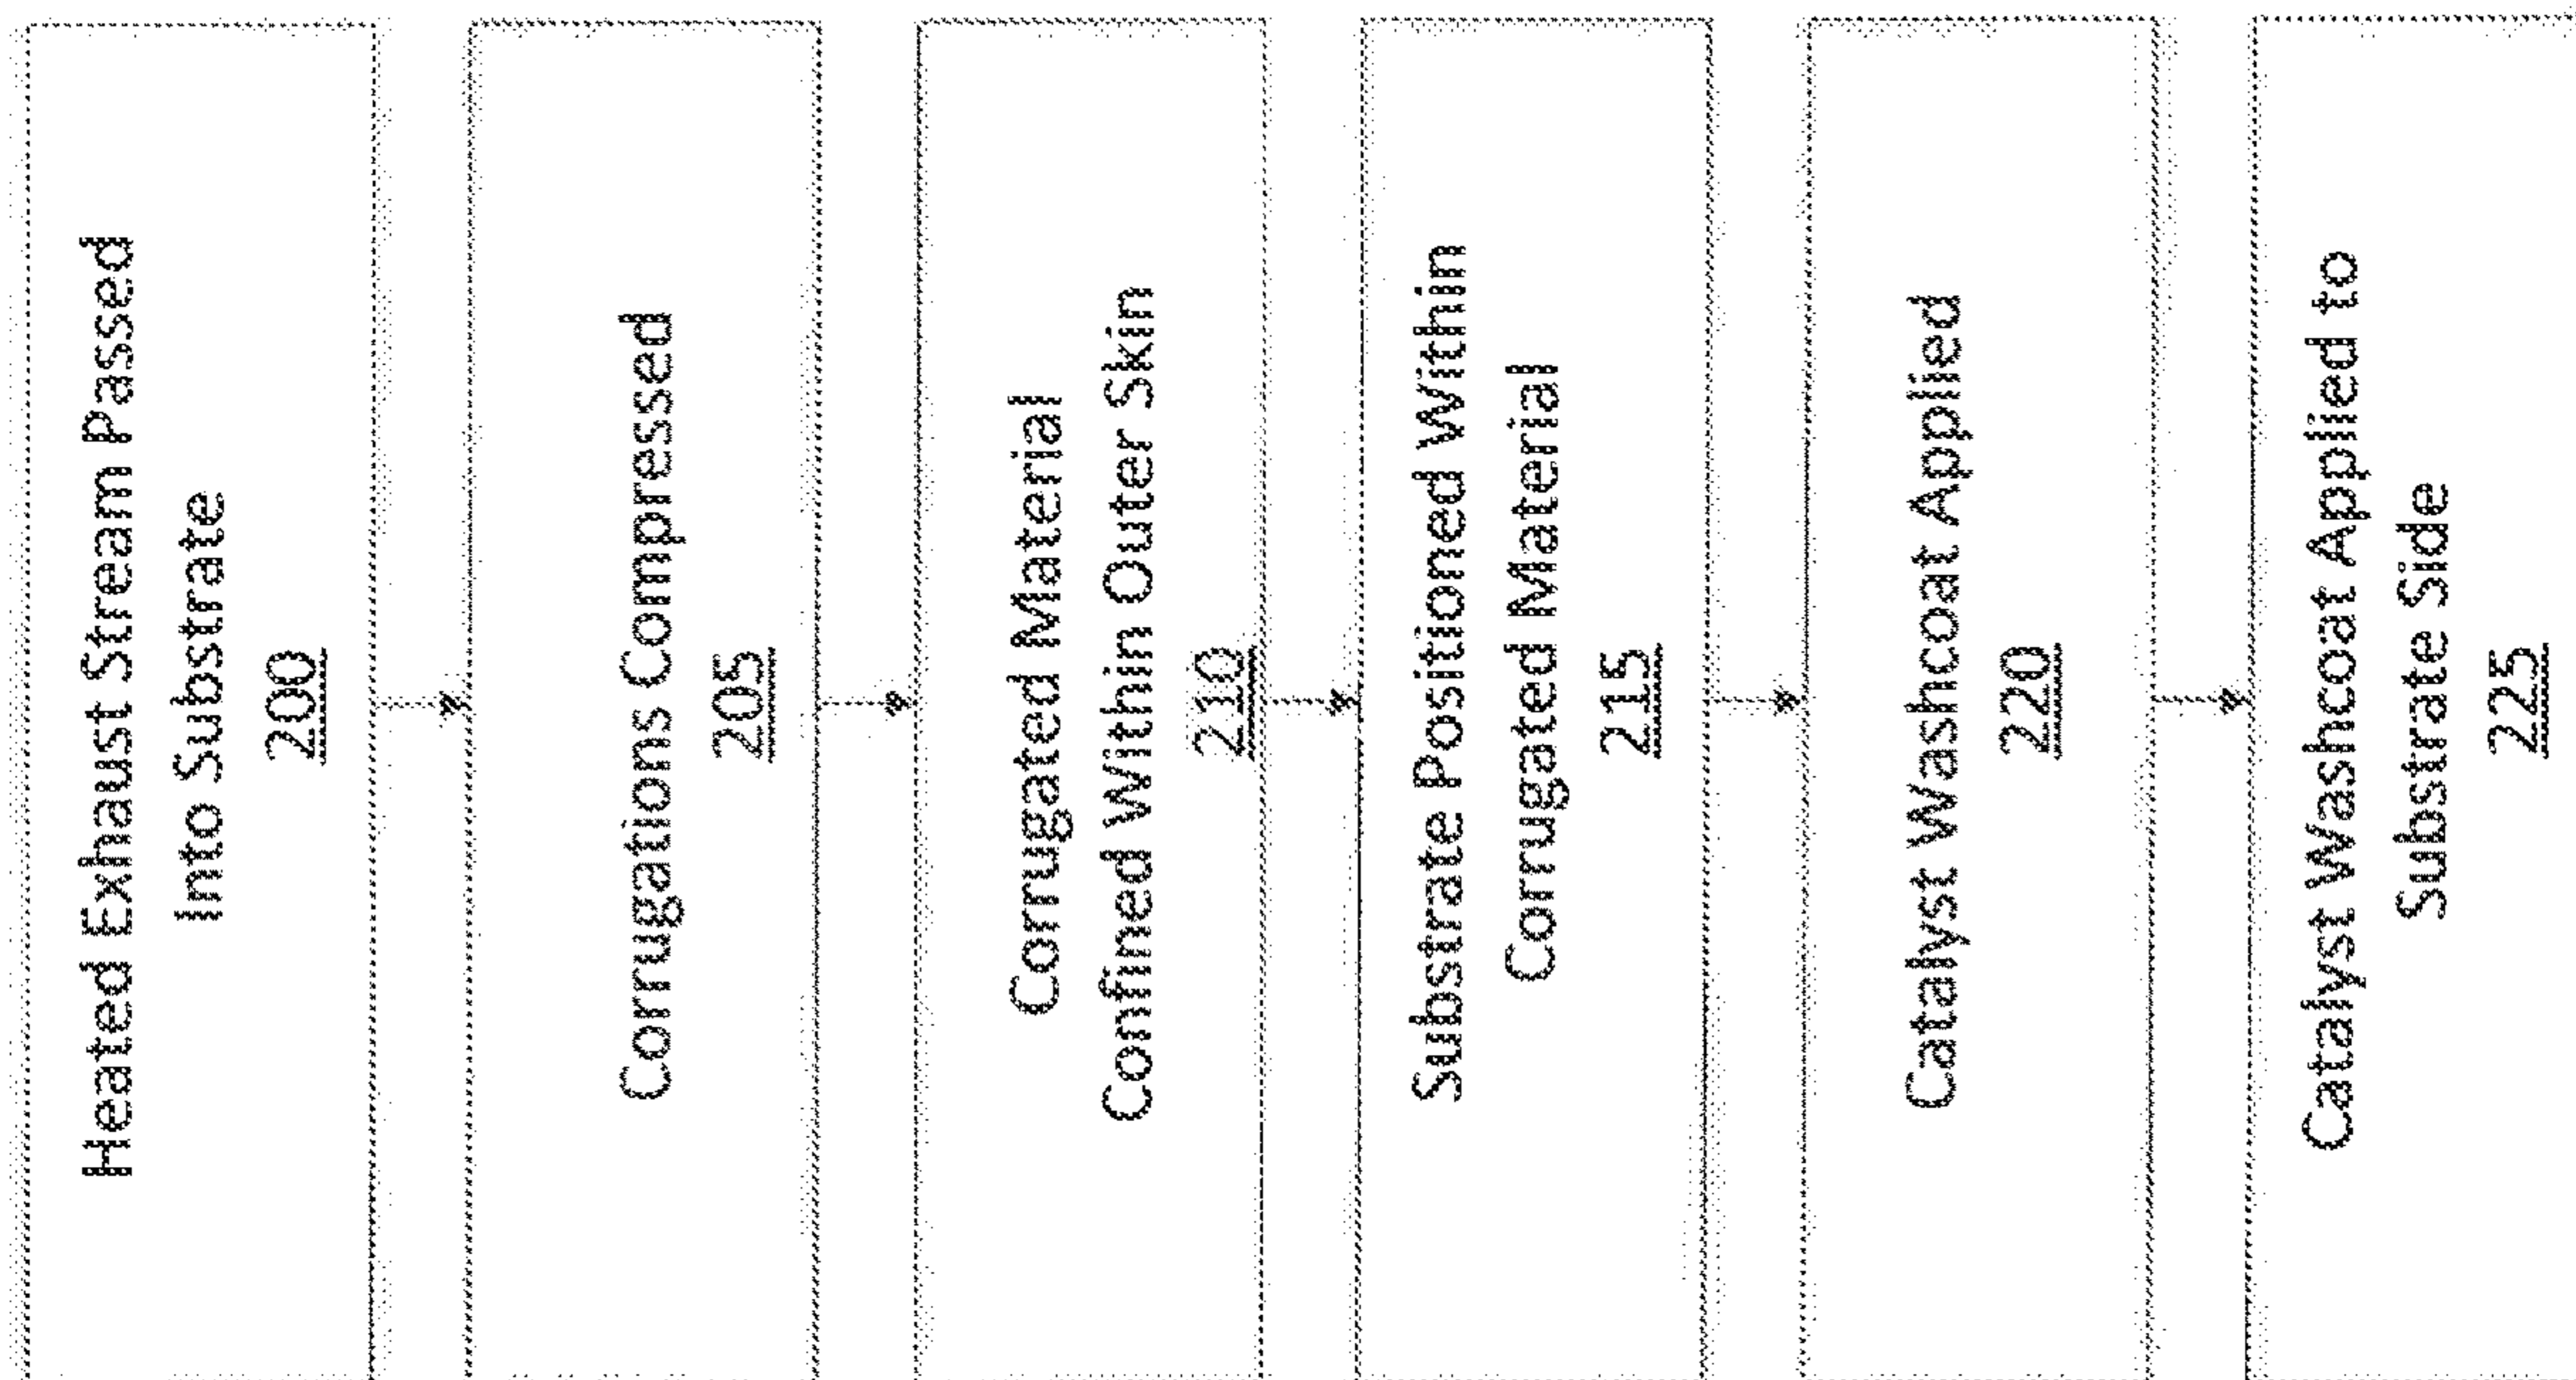 Heated Exhaust Stream Passed
Into Substrate
200
Corrugations Compressed
205
Corrugated Material
Confined Within Outer Skin
210
Substrate Positioned Within
Corrugated Material
215
Catalyst Washcoat Applied
220
Catalyst Washcoat Applied to
Substrate Side
225